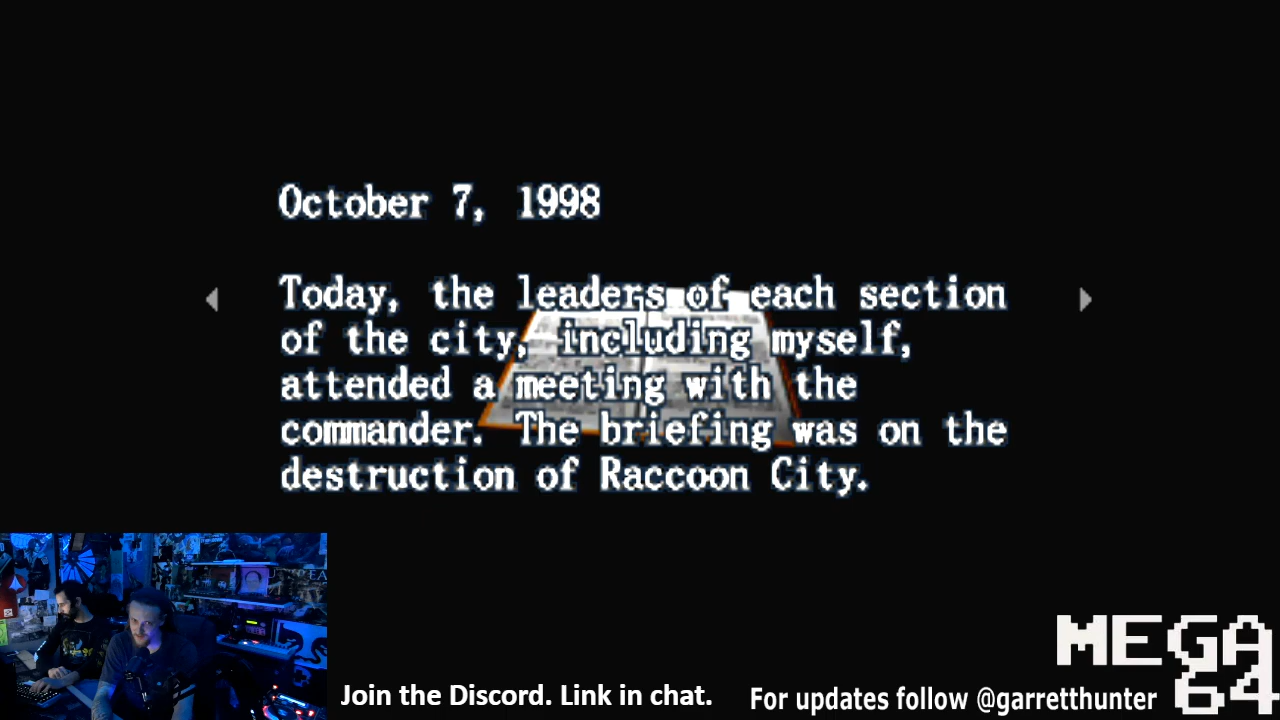 October 7, 1998
Today, the leaders of each section
of the city, including myself,
attended a meeting with the
commander. The briefing was on the
destruction of Raccoon City.
MEGA
64
Join the Discord. Link in chat.
For updates follow @garretthunter